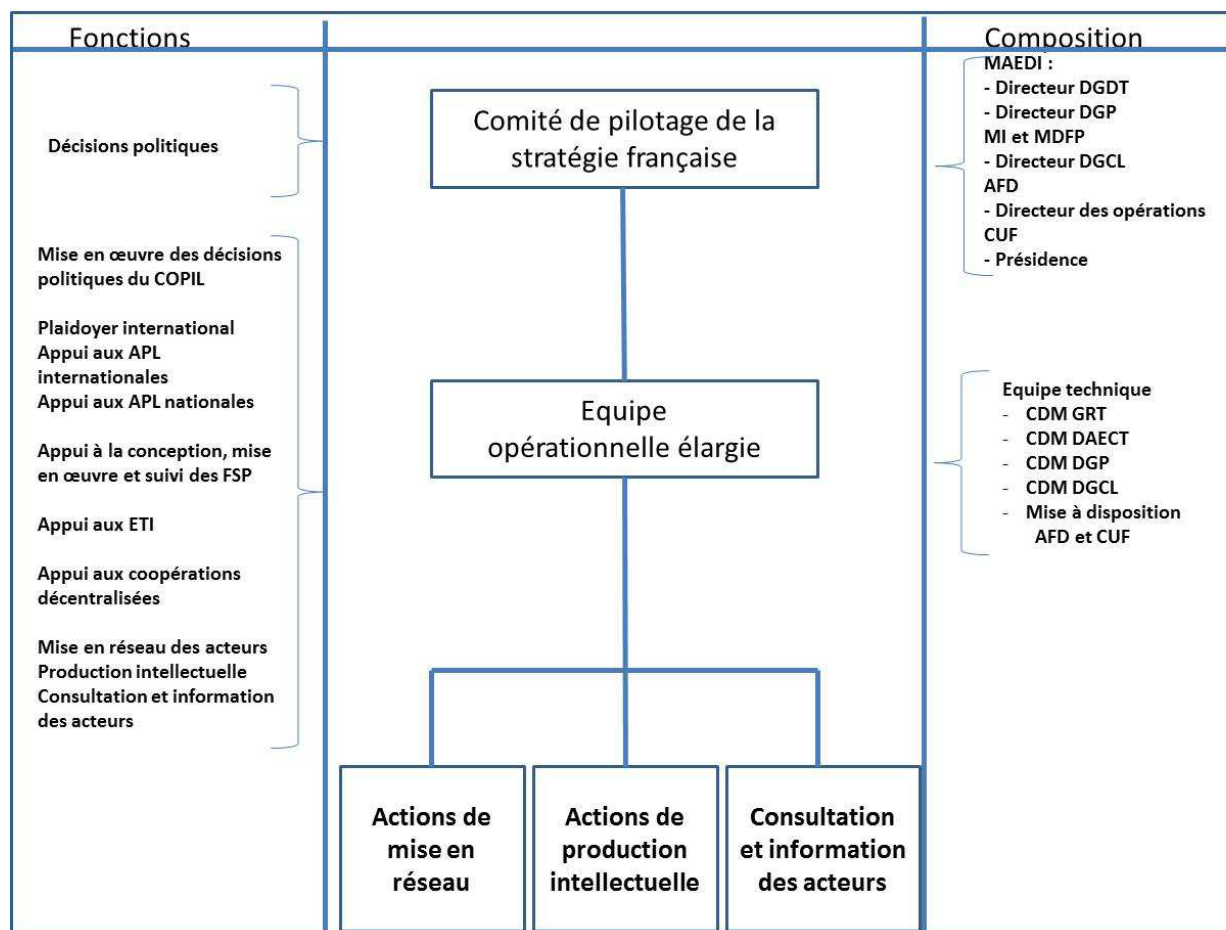 Fonctions
Décisions politiques
Mise en œuvre des décisions
politiques du COPIL
Plaidoyer international
Appui aux APL
internationales
Appui aux APL nationales
Appui à la conception, mise
en œuvre et suivi des FSP
Appui aux ETI
Appui aux coopérations
décentralisées
Mise en réseau des acteurs
Production intellectuelle
Consultation et information
des acteurs
Comité de pilotage de la
stratégie française
Equipe
opérationnelle élargie
Actions de
mise en
réseau
Actions de
production
intellectuelle
Consultation
et information
des acteurs
Composition
MAEDI :
- Directeur DGDT
- Directeur DGP
MI et MDFP
- Directeur DGCL
AFD
- Directeur des opérations
CUF
- Présidence
Equipe technique
- CDM GRT
- CDM DAECT
- CDM DGP
- CDM DGCL
- Mise à disposition
AFD et CUF